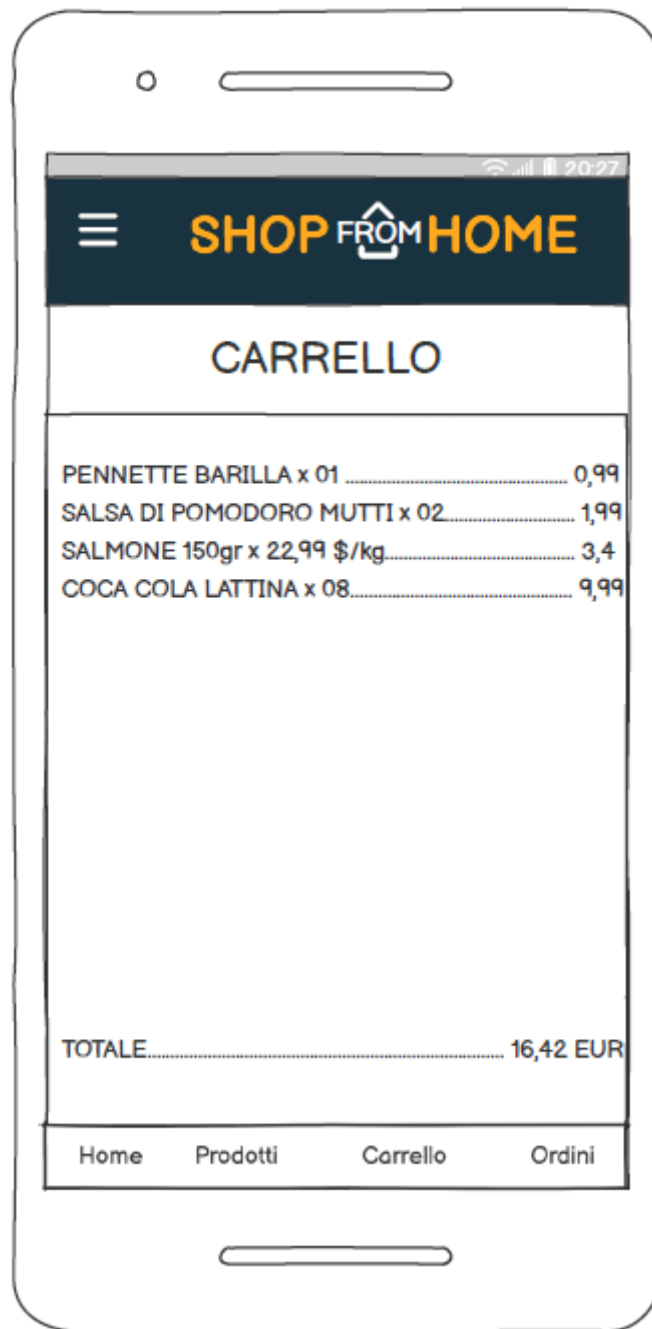 20:27
SHOP FROM HOME
CARRELLO
PENNETTE BARILLA x 01 ................................ 0,99
SALSA DI POMODORO MUTTI x 02................... 1,99
SALMONE 150gr x 22,99 $/kg........................... 3,4
COCA COLA LATTINA x 08................................ 9,99
TOTALE.................................................... 16,42 EUR
Home Prodotti Carrello Ordini